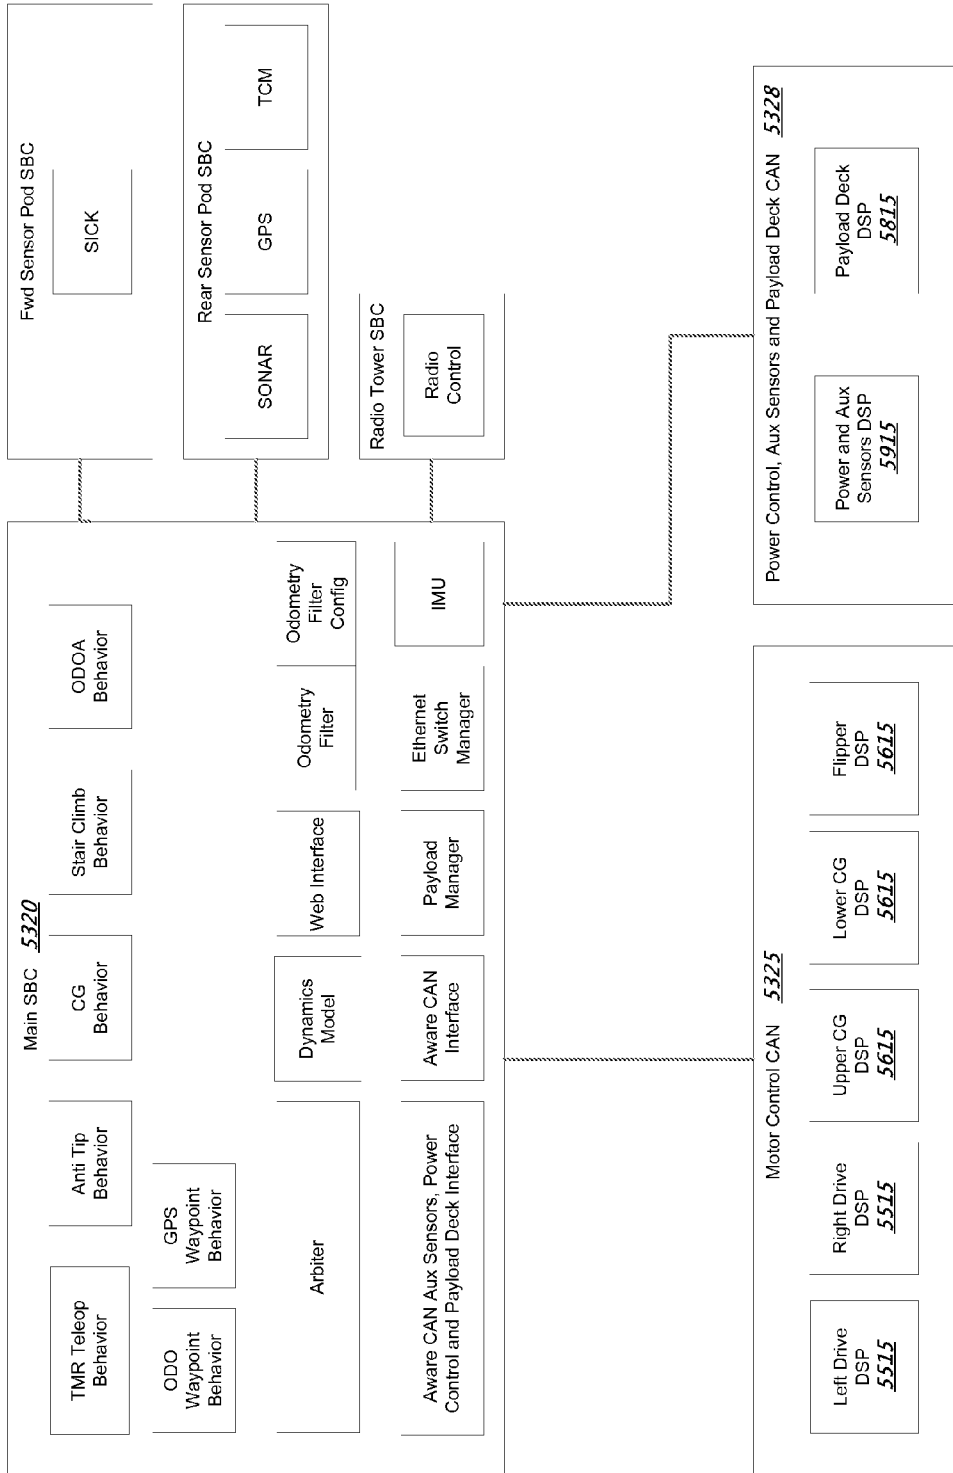 Main SBC 5320
TMR Teleop
Behavior
Anti Tip
Behavior
CG
Behavior
Stair Climb
Behavior
ODOA
Behavior
ODO
Waypoint
Behavior
GPS
Waypoint
Behavior
Arbiter
Dynamics
Model
Web Interface
Odometry
Filter
Odometry
Filter
Config
Aware CAN Aux Sensors, Power
Control and Payload Deck Interface
Aware CAN
Interface
Payload
Manager
Ethernet
Switch
Manager
IMU
Fwd Sensor Pod SBC
SICK
Rear Sensor Pod SBC
SONAR
GPS
TCM
Radio Tower SBC
Radio
Control
Motor Control CAN 5325
Left Drive
DSP
5515
Right Drive
DSP
5515
Upper CG
DSP
5615
Lower CG
DSP
5615
Flipper
DSP
5615
Power Control, Aux Sensors and Payload Deck CAN 5328
Power and Aux
Sensors DSP
5915
Payload Deck
DSP
5815